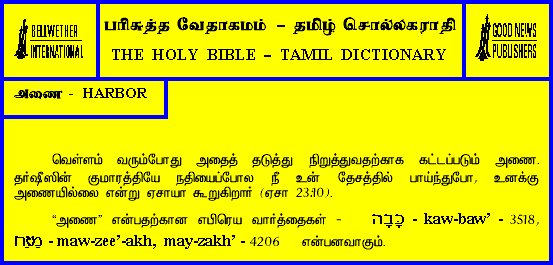 BELLWETHER
INTERNATIONAL
பரிசுத்த வேதாகமம் – தமிழ் சொல்லகராதி
THE HOLY BIBLE – TAMIL DICTIONARY
GOOD NEWS
PUBLISHERS
அணை - HARBOR
வெள்ளம் வரும்போது அதைத் தடுத்து நிறுத்துவதற்காக கட்டப்படும் அணை.
தர்ஷீஸின் குமாரத்தியே நதியைப்போல நீ உன் தேசத்தில் பாய்ந்துபோ, உனக்கு
அணையில்லை என்று ஏசாயா கூறுகிறார் (ஏசா 23:10).
“அணை” என்பதற்கான எபிரெய வார்த்தைகள் - כָּבָה - kaw-baw’ - 3518,
מֵזַח - maw-zee’-akh, may-zakh’ - 4206 என்பனவாகும்.